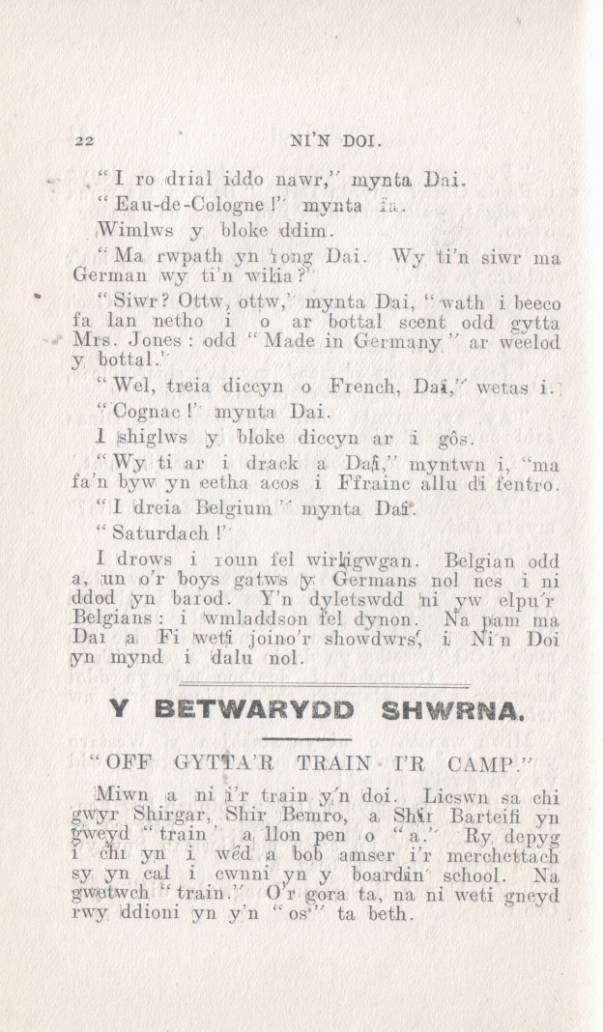 22 NI'N DOI.
"I ro drial iddo nawr," mynta Dai.
"Eau-de-Cologne!" mynta fa.
Wimlws y bloke ddim.
"Ma rwpath yn rong Dai. Wy ti'n siwr ma
German wy ti'n wilia?"
"Siwr? Ottw, ottw," mynta Dai, "wath i beeco
fa lan netho i o ar bottal scent odd gytta
Mrs. Jones: odd "Made in Germany" ar weelod
y bottal."
"Wel, treia diccyn o French, Dai," wetas i.
"Cognac!" mynta Dai.
I shiglws y bloke diccyn ar i gôs.
"Wy ti ar i drack a Dai," myntwn i, "ma
fa'n byw yn eetha acos i Ffrainc allu di fentro.
"I dreia Belgium" mynta Dai.
"Saturdach!"
I drows i roun fel wirligwgan. Belgian odd
a, un o'r boys gatws y Germans nol nes i ni
ddod yn barod. Y'n dyletswdd ni yw elpu'r
Belgians: i wmladdson fel dynon. Na pam ma
Dai a Fi weti joino'r showdwrs, i Ni'n Doi
yn mynd i dalu nol.
Y BETWARYDD SHWRNA.
"OFF GYTTA'R TRAIN I'R CAMP."
Miwn a ni i'r train y'n doi. Licswn sa chi
gwyr Shirgar, Shir Bemro, a Shir Barteifi yn
gweyd "train" a llon pen o "a." Ry depyg
i chi yn i wêd a bob amser i'r merchettach
sy yn cal i cwnni yn y boardin' school. Na
gwetwch "train." O'r gora ta, na ni weti gneyd
rwy ddioni yn y'n "os" ta beth.